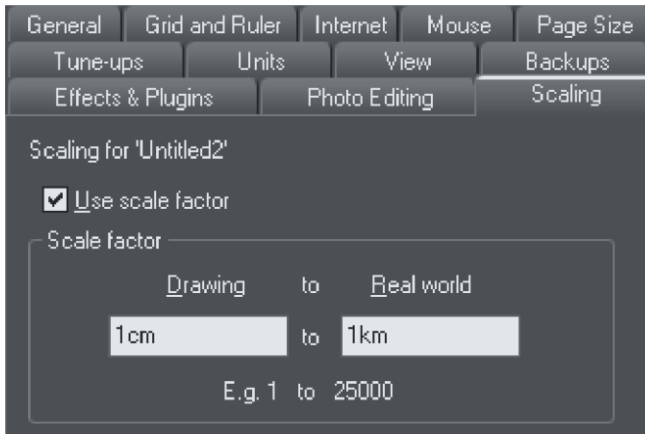 General Grid and Ruler Internet Mouse Page Size
Tune-ups Units View Backups
Effects & Plugins Photo Editing Scaling
Scaling for 'Untitled2'
Use scale factor
Scale factor
Drawing to Real world
1cm to 1km
E.g. 1 to 25000